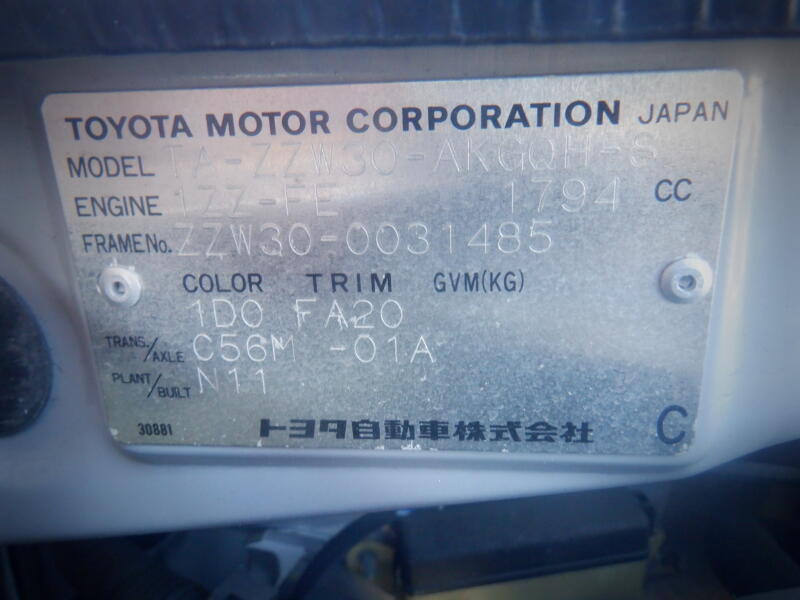 TOYOTA MOTOR CORPORATION JAPAN
MODEL TA-ZZW30-AKGQH-S
ENGINE 1ZZ-FE 1794 CC
FRAME No. ZZW30-0031485
COLOR TRIM GVM(KG)
1D0 FA20
TRANS./AXLE C56M -01A
PLANT/BUILT N11
30881 トヨタ自動車株式会社 C